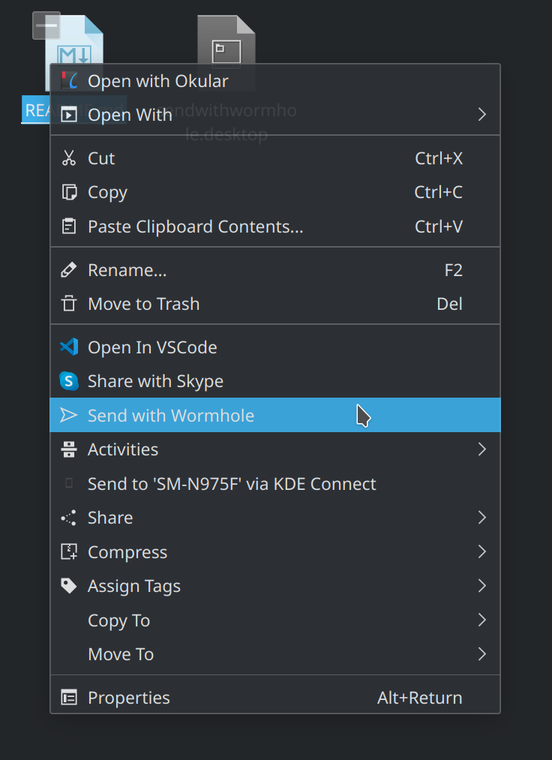 REA
endwithwormho
le.desktop
Open with Okular
Open With
Cut Ctrl+X
Copy Ctrl+C
Paste Clipboard Contents... Ctrl+V
Rename... F2
Move to Trash Del
Open In VSCode
Share with Skype
Send with Wormhole
Activities
Send to 'SM-N975F' via KDE Connect
Share
Compress
Assign Tags
Copy To
Move To
Properties Alt+Return